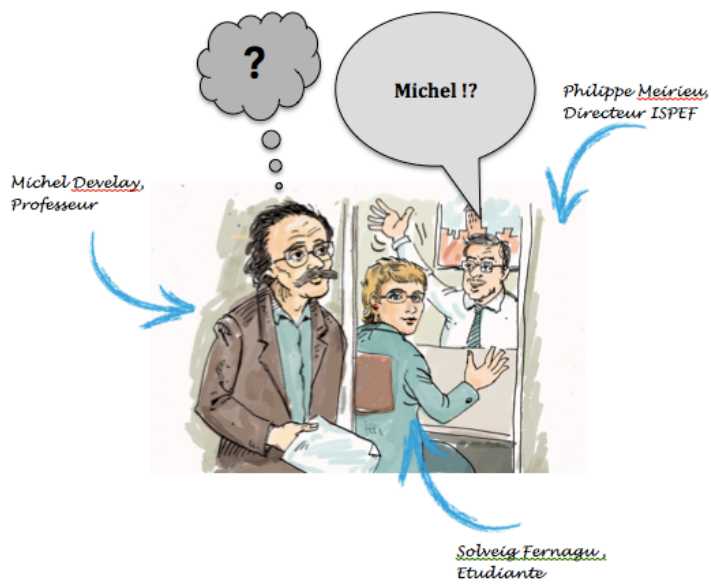 ?
Michel !?
Philippe Meirieu,
Directeur ISPEF
Michel Develay,
Professeur
Solveig Fernagu ,
Etudiante